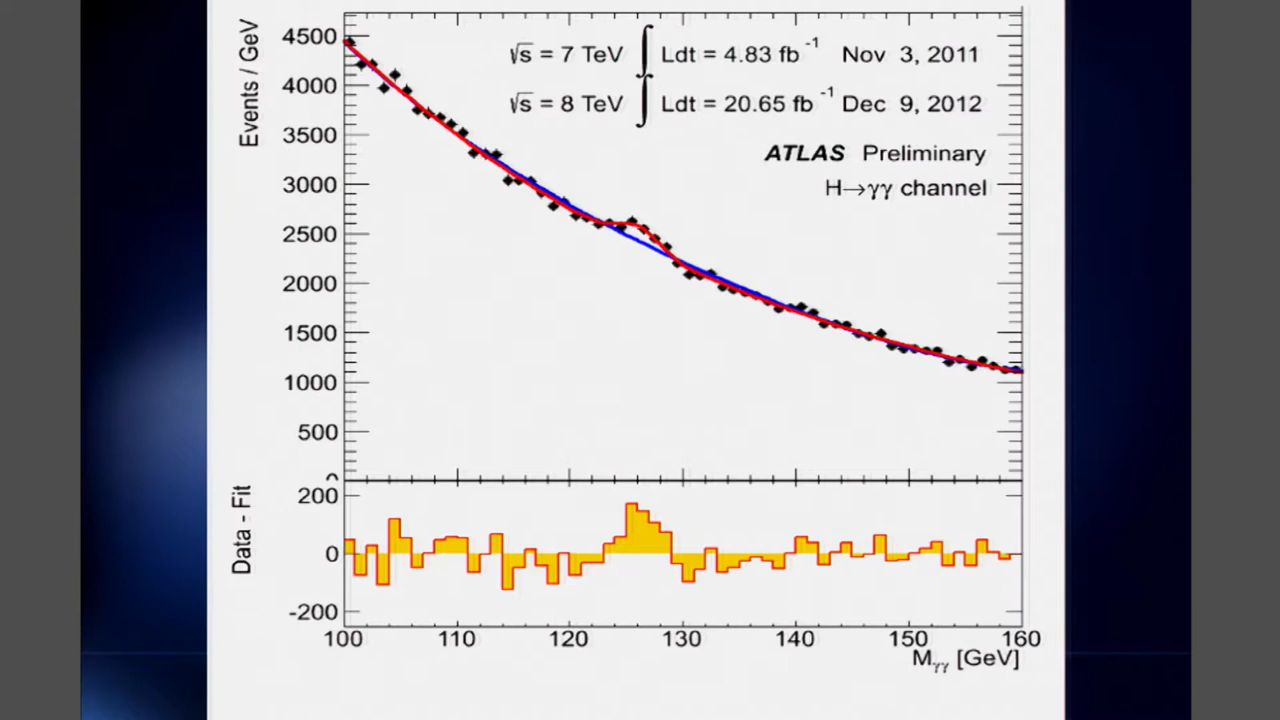 Events / GeV
4500
4000
3500
3000
2500
2000
1500
1000
500
0
√s = 7 TeV ∫ Ldt = 4.83 fb⁻¹ Nov 3, 2011
√s = 8 TeV ∫ Ldt = 20.65 fb⁻¹ Dec 9, 2012
ATLAS Preliminary
H→γγ channel
Data - Fit
200
0
-200
100 110 120 130 140 150 160
Mγγ [GeV]